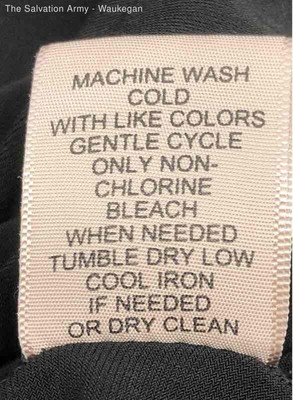 The Salvation Army - Waukegan
MACHINE WASH
COLD
WITH LIKE COLORS
GENTLE CYCLE
ONLY NON-
CHLORINE
BLEACH
WHEN NEEDED
TUMBLE DRY LOW
COOL IRON
IF NEEDED
OR DRY CLEAN